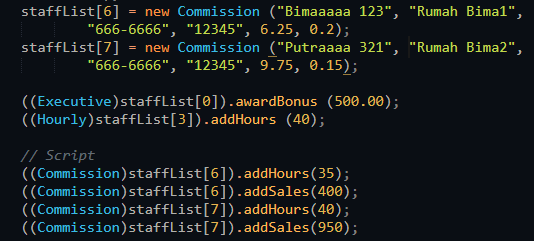 staffList[6] = new Commission ("Bimaaaaa 123", "Rumah Bima1",
"666-6666", "12345", 6.25, 0.2);
staffList[7] = new Commission ("Putraaaa 321", "Rumah Bima2",
"666-6666", "12345", 9.75, 0.15);
((Executive)staffList[0]).awardBonus (500.00);
((Hourly)staffList[3]).addHours (40);
// Script
((Commission)staffList[6]).addHours(35);
((Commission)staffList[6]).addSales(400);
((Commission)staffList[7]).addHours(40);
((Commission)staffList[7]).addSales(950);